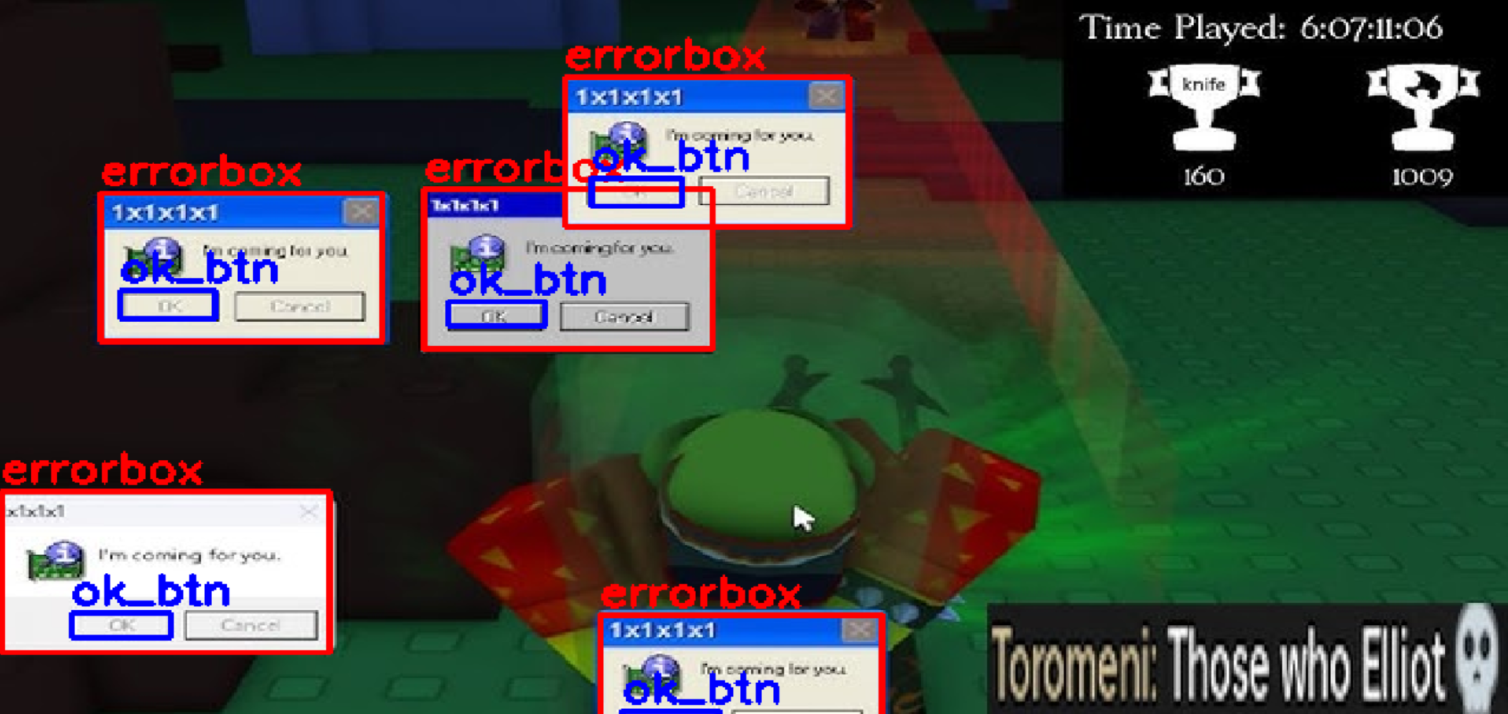 Time Played: 6:07:11:06
knife
160
1009
errorbox
1x1x1x1
I'm coming for you.
ok_btn
OK
Cancel
errorbox
1x1x1x1
I'm coming for you.
ok_btn
OK
Cancel
errorbox
1x1x1x1
I'm coming for you.
ok_btn
OK
Cancel
errorbox
x1x1x1
I'm coming for you.
ok_btn
OK
Cancel
errorbox
1x1x1x1
I'm coming for you.
ok_btn
Toromeni: Those who Elliot